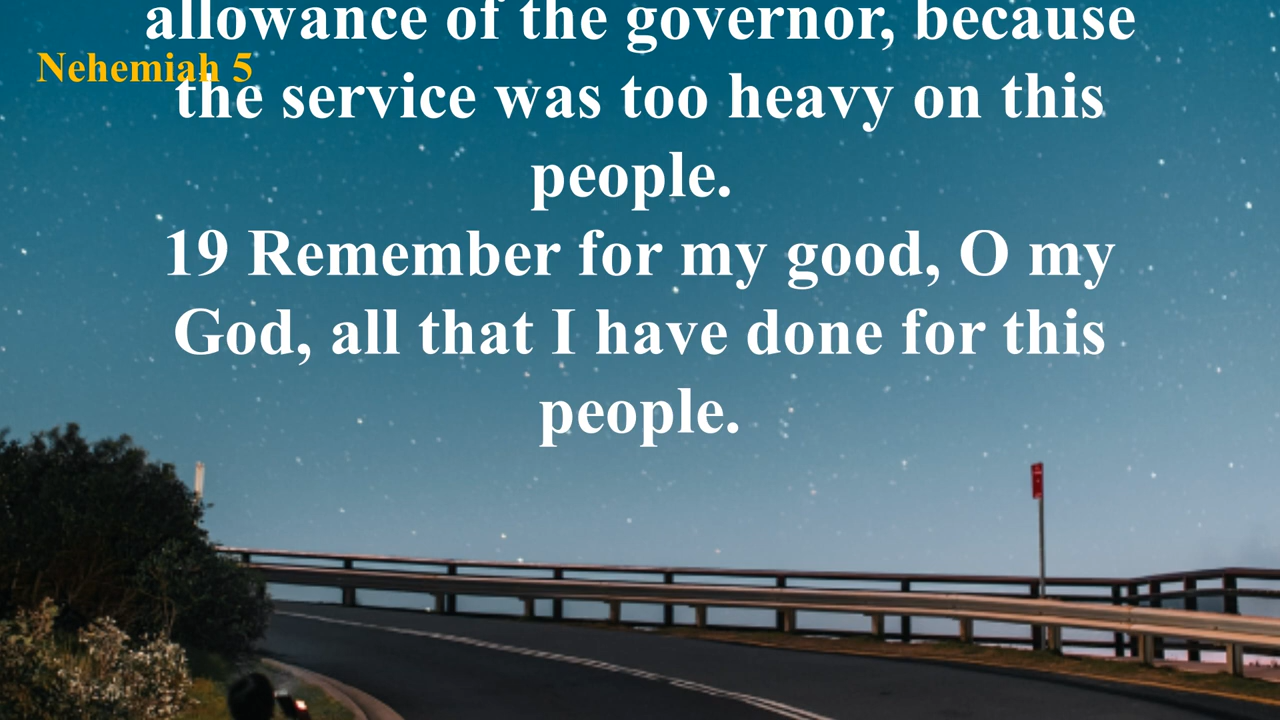 allowance of the governor, because
Nehemiah 5
the service was too heavy on this
people.
19 Remember for my good, O my
God, all that I have done for this
people.